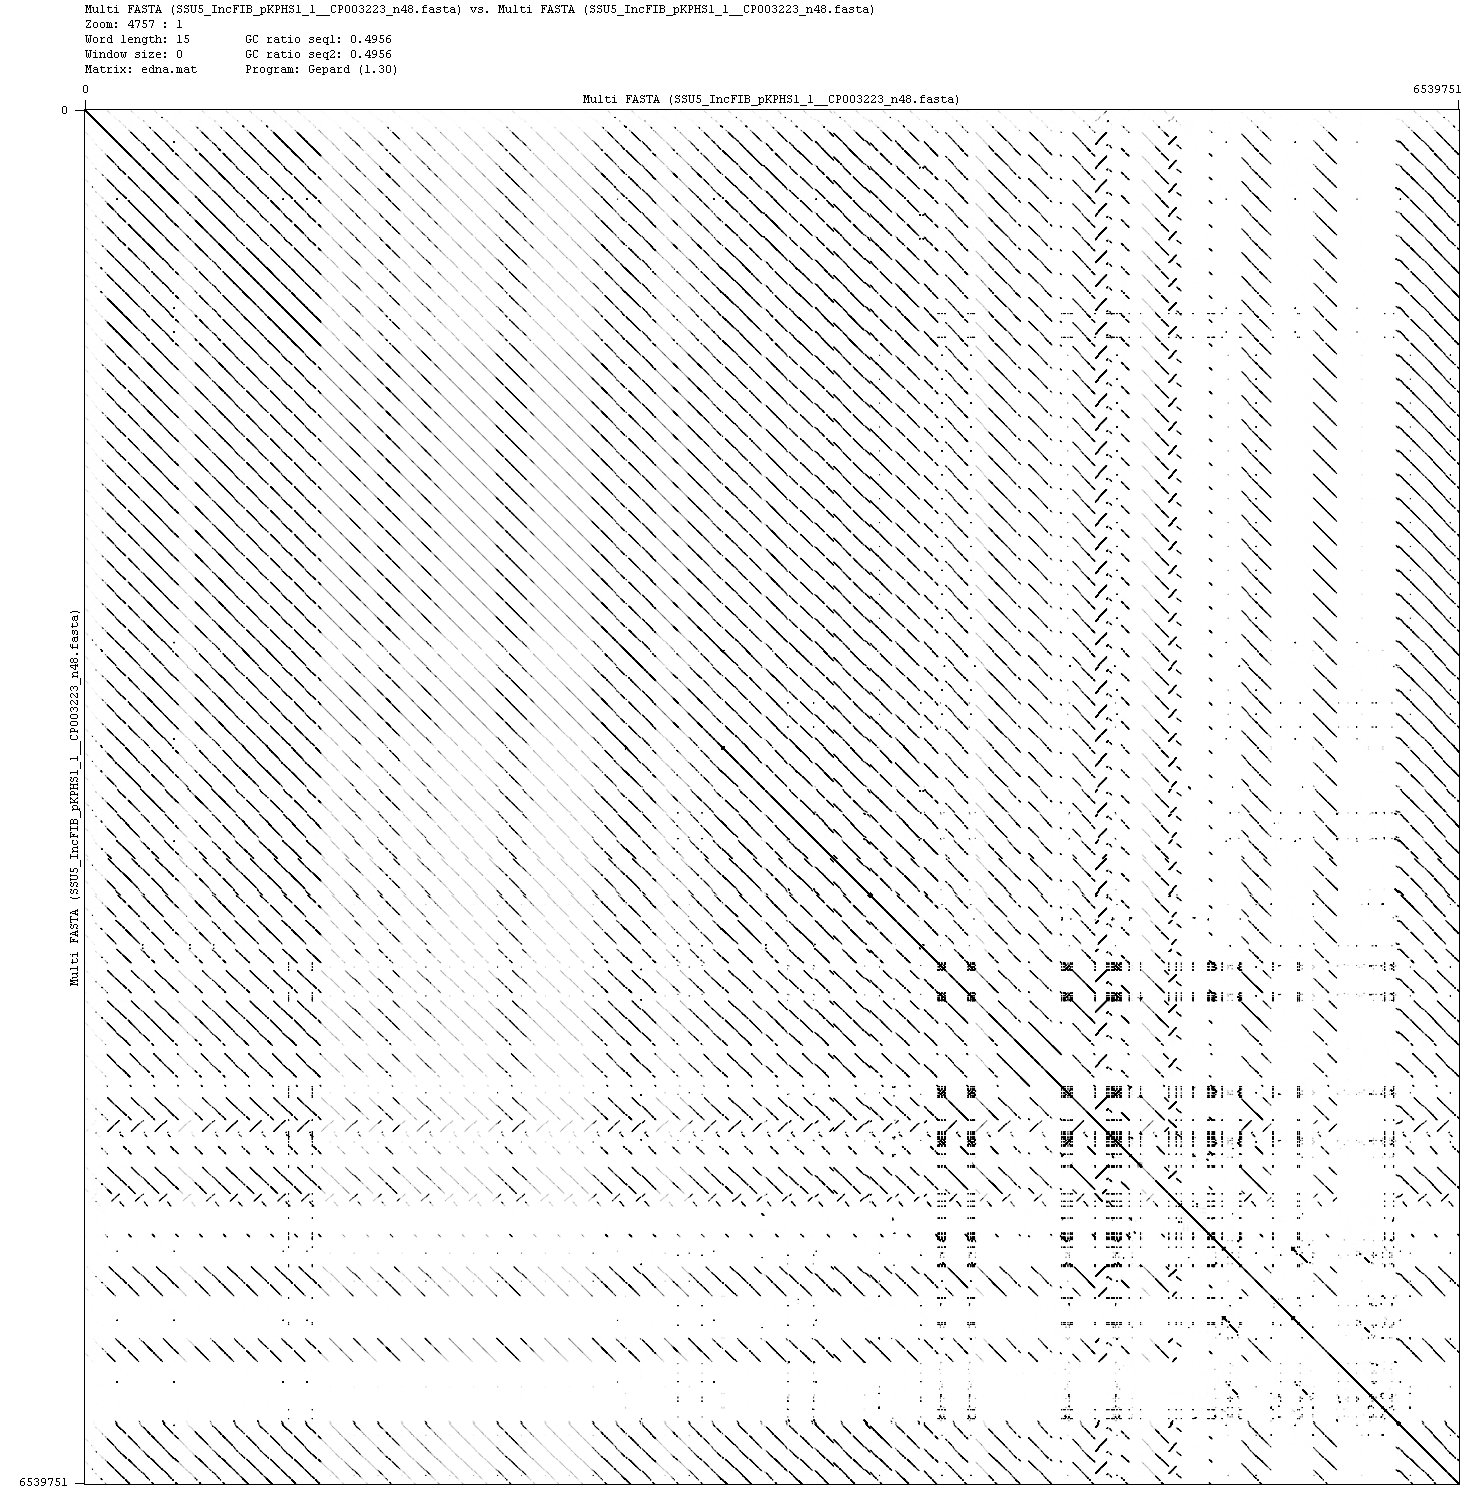 Multi FASTA (SSU5_IncFIB_pKPHS1_1__CP003223_n48.fasta) vs. Multi FASTA (SSU5_IncFIB_pKPHS1_1__CP003223_n48.fasta)
Zoom: 4757 : 1
Word length: 15 GC ratio seq1: 0.4956
Window size: 0 GC ratio seq2: 0.4956
Matrix: edna.mat Program: Gepard (1.30)
0 6539751
Multi FASTA (SSU5_IncFIB_pKPHS1_1__CP003223_n48.fasta)
0
Multi FASTA (SSU5_IncFIB_pKPHS1_1__CP003223_n48.fasta)
6539751